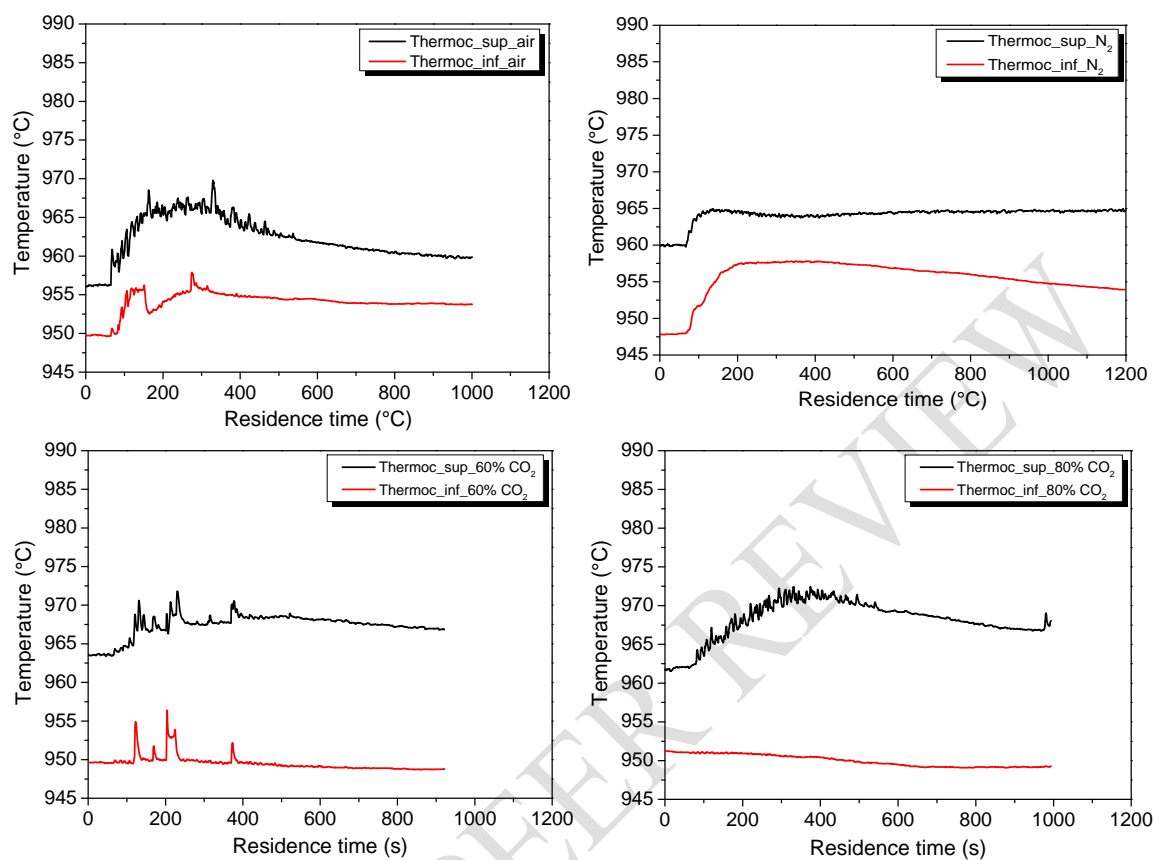 990
985
980
975
970
965
960
955
950
945
Temperature (°C)
Thermoc_sup_air
Thermoc_inf_air
0 200 400 600 800 1000 1200
Residence time (°C)
990
985
980
975
970
965
960
955
950
945
Temperature (°C)
Thermoc_sup_N₂
Thermoc_inf_N₂
0 200 400 600 800 1000 1200
Residence time (°C)
990
985
980
975
970
965
960
955
950
945
Temperature (°C)
Thermoc_sup_60% CO₂
Thermoc_inf_60% CO₂
0 200 400 600 800 1000 1200
Residence time (s)
990
985
980
975
970
965
960
955
950
945
Temperature (°C)
Thermoc_sup_80% CO₂
Thermoc_inf_80% CO₂
0 200 400 600 800 1000 1200
Residence time (s)
EER REVIEW